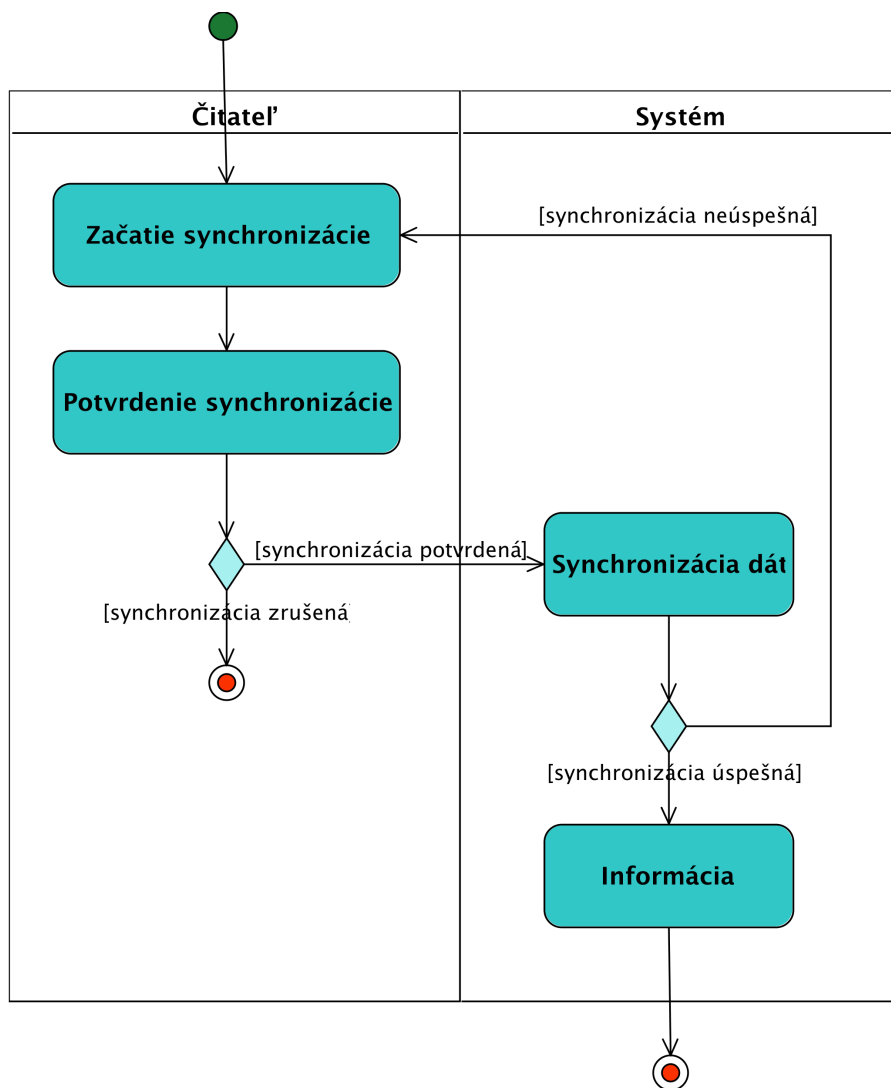 Čitateľ
Systém
[synchronizácia neúspešná]
Začatie synchronizácie
Potvrdenie synchronizácie
[synchronizácia potvrdená]
Synchronizácia dát
[synchronizácia zrušená]
[synchronizácia úspešná]
Informácia